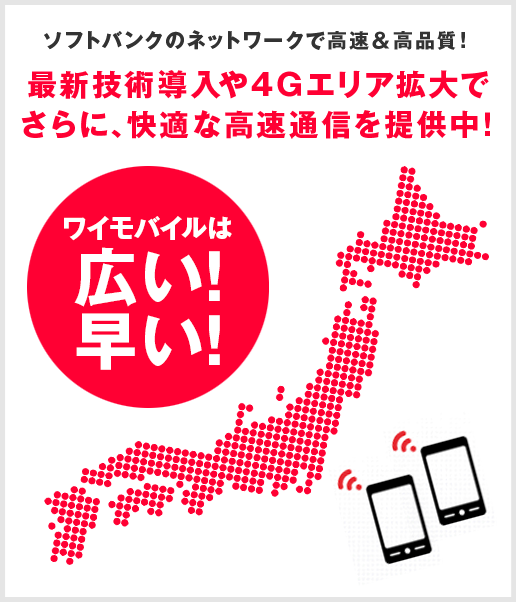 ソフトバンクのネットワークで高速＆高品質！
最新技術導入や4Gエリア拡大で
さらに、快適な高速通信を提供中！
ワイモバイルは
広い！
早い！